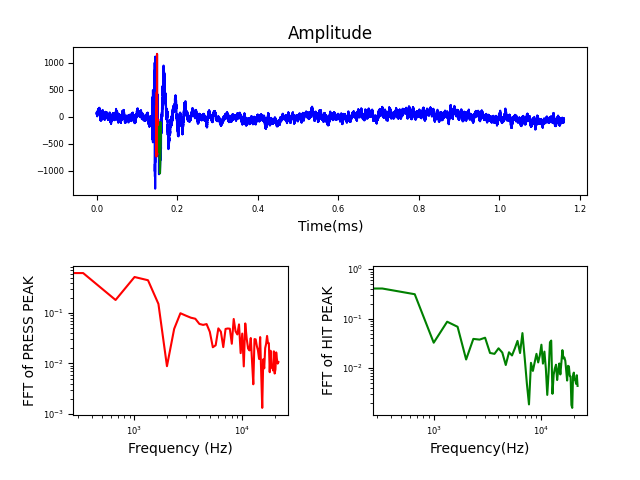 Amplitude
1000
500
0
−500
−1000
0.0 0.2 0.4 0.6 0.8 1.0 1.2
Time(ms)
FFT of PRESS PEAK
10⁻¹
10⁻²
10⁻³
10³ 10⁴
Frequency (Hz)
FFT of HIT PEAK
10⁰
10⁻¹
10⁻²
10³ 10⁴
Frequency(Hz)